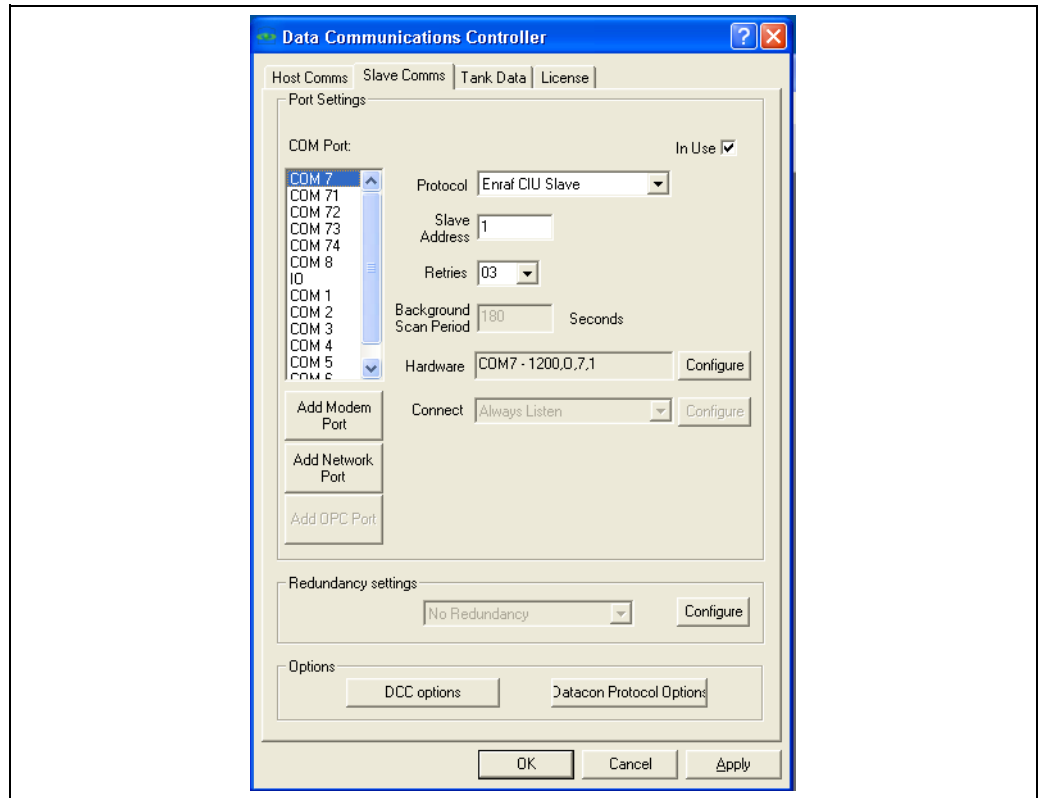 Data Communications Controller
Host Comms Slave Comms Tank Data License
Port Settings
COM Port:
In Use
COM 7
COM 71
COM 72
COM 73
COM 74
COM 8
IO
COM 1
COM 2
COM 3
COM 4
COM 5
Protocol Enraf CIU Slave
Slave
Address
1
Retries 03
Background
Scan Period
180 Seconds
Hardware COM7 - 1200,O,7,1 Configure
Connect Always Listen Configure
Add Modem
Port
Add Network
Port
Add OPC Port
Redundancy settings
No Redundancy Configure
Options
DCC options Datacon Protocol Options
OK Cancel Apply